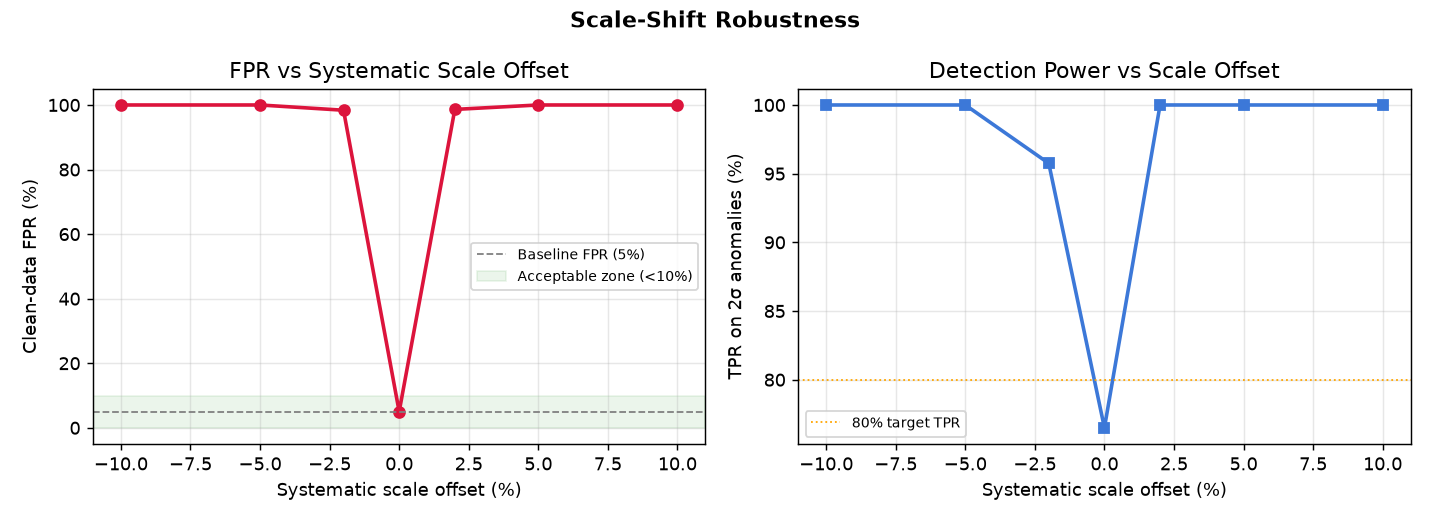 Scale-Shift Robustness
FPR vs Systematic Scale Offset
Clean-data FPR (%)
100
80
60
40
20
0
Baseline FPR (5%)
Acceptable zone (<10%)
−10.0 −7.5 −5.0 −2.5 0.0 2.5 5.0 7.5 10.0
Systematic scale offset (%)
Detection Power vs Scale Offset
TPR on 2σ anomalies (%)
100
95
90
85
80
80% target TPR
−10.0 −7.5 −5.0 −2.5 0.0 2.5 5.0 7.5 10.0
Systematic scale offset (%)